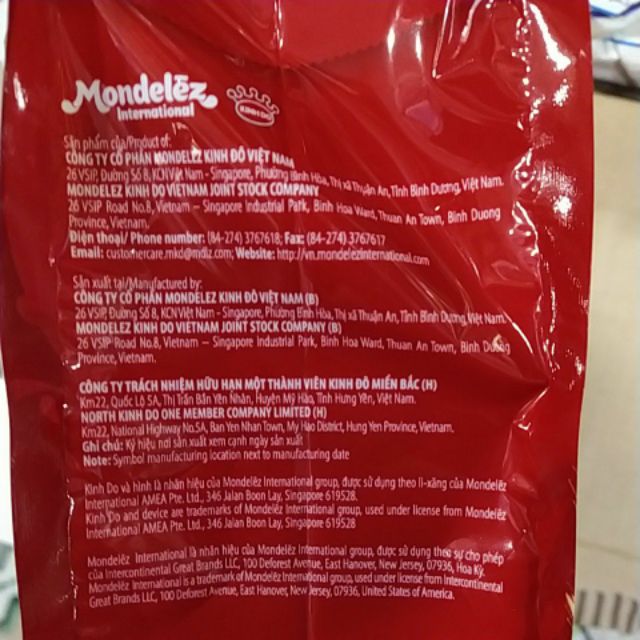 Mondelēz
International
KINH ĐÔ
Sản phẩm của/Product of:
CÔNG TY CỔ PHẦN MONDELEZ KINH ĐÔ VIỆT NAM
26 VSIP, Đường Số 8, KCN Việt Nam - Singapore, Phường Bình Hòa, Thị xã Thuận An, Tỉnh Bình Dương, Việt Nam.
MONDELEZ KINH DO VIETNAM JOINT STOCK COMPANY
26 VSIP Road No.8, Vietnam – Singapore Industrial Park, Binh Hoa Ward, Thuan An Town, Binh Duong
Province, Vietnam.
Điện thoại/ Phone number: (84-274) 3767618; Fax: (84-274) 3767617
Email: customercare.mkd@mdlz.com; Website: http://vn.mondelezinternational.com
Sản xuất tại/Manufactured by:
CÔNG TY CỔ PHẦN MONDELEZ KINH ĐÔ VIỆT NAM (B)
26 VSIP, Đường Số 8, KCN Việt Nam - Singapore, Phường Bình Hòa, Thị xã Thuận An, Tỉnh Bình Dương, Việt Nam.
MONDELEZ KINH DO VIETNAM JOINT STOCK COMPANY (B)
26 VSIP Road No.8, Vietnam – Singapore Industrial Park, Binh Hoa Ward, Thuan An Town, Binh Duong
Province, Vietnam.
CÔNG TY TRÁCH NHIỆM HỮU HẠN MỘT THÀNH VIÊN KINH ĐÔ MIỀN BẮC (H)
Km22, Quốc Lộ 5A, Thị Trấn Bần Yên Nhân, Huyện Mỹ Hào, Tỉnh Hưng Yên, Việt Nam.
NORTH KINH DO ONE MEMBER COMPANY LIMITED (H)
Km22, National Highway No.5A, Ban Yen Nhan Town, My Hao District, Hung Yen Province, Vietnam.
Ghi chú: Ký hiệu nơi sản xuất xem cạnh ngày sản xuất
Note: Symbol manufacturing location next to manufacturing date
Kinh Do và hình là nhãn hiệu của Mondelēz International group, được sử dụng theo li-xăng của Mondelēz
International AMEA Pte. Ltd., 346 Jalan Boon Lay, Singapore 619528.
Kinh Do and device are trademarks of Mondelēz International group, used under license from Mondelēz
International AMEA Pte. Ltd., 346 Jalan Boon Lay, Singapore 619528
Mondelēz International là nhãn hiệu của Mondelēz International group, được sử dụng theo sự cho phép
của Intercontinental Great Brands LLC, 100 Deforest Avenue, East Hanover, New Jersey, 07936, Hoa Kỳ.
Mondelēz International is a trademark of Mondelēz International group, used under license from Intercontinental
Great Brands LLC, 100 Deforest Avenue, East Hanover, New Jersey, 07936, United States of America.